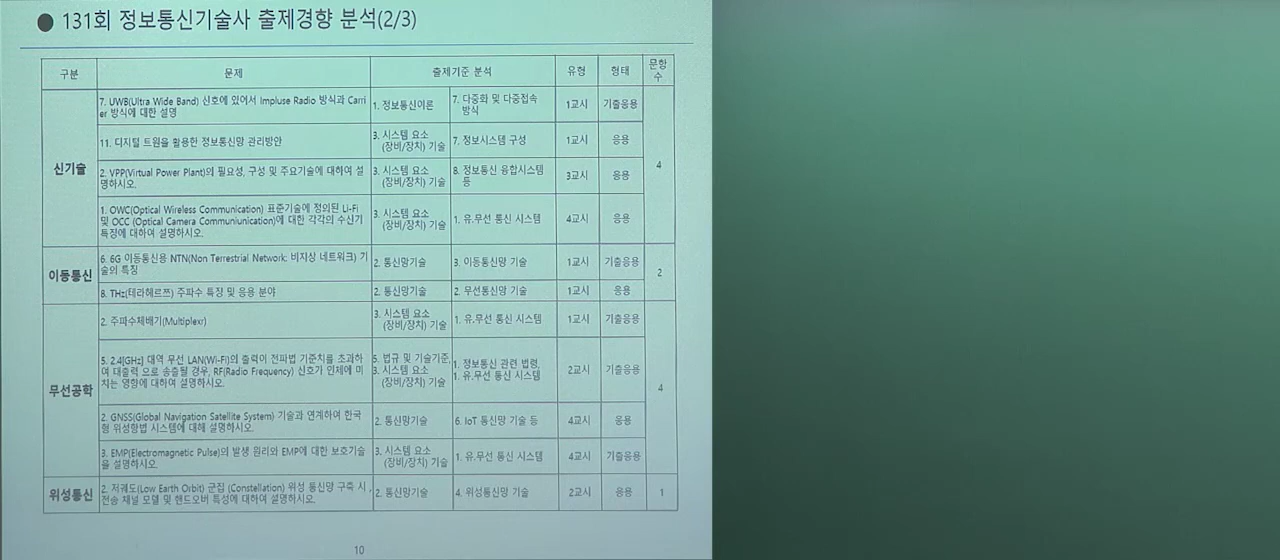 ● 131회 정보통신기술사 출제경향 분석(2/3)
구분 문제 출제기준 분석 유형 형태 문항
수
신기술
7. UWB(Ultra Wide Band) 신호에 있어서 Impluse Radio 방식과 Carri
er 방식에 대한 설명
1. 정보통신이론
7. 다중화 및 다중접속
방식
1교시 기출응용
4
11. 디지털 트윈을 활용한 정보통신망 관리방안
3. 시스템 요소
(장비/장치) 기술
7. 정보시스템 구성
1교시 응용
2. VPP(Virtual Power Plant)의 필요성, 구성 및 주요기술에 대하여 설
명하시오.
3. 시스템 요소
(장비/장치) 기술
8. 정보통신 융합시스템
등
3교시 응용
1. OWC(Optical Wireless Communication) 표준기술에 정의된 Li-Fi
및 OCC (Optical Camera Communiunication)에 대한 각각의 수산기
특징에 대하여 설명하시오.
3. 시스템 요소
(장비/장치) 기술
1. 유.무선 통신 시스템
4교시 응용
이동통신
6. 6G 이동통신용 NTN(Non Terrestrial Network: 비지상 네트워크) 기
술의 특징
2. 통신망기술
3. 이동통신망 기술
1교시 기출응용
2
8. THz(테라헤르쯔) 주파수 특징 및 응용 분야
2. 통신망기술
2. 무선통신망 기술
1교시 응용
무선공학
2. 주파수체배기(Multiplexr)
3. 시스템 요소
(장비/장치) 기술
1. 유.무선 통신 시스템
1교시 기출응용
4
5. 2.4[GHz] 대역 무선 LAN(Wi-Fi)의 출력이 전파법 기준치를 초과하
여 대출력 으로 송출될 경우, RF(Radio Frequency) 신호가 인체에 미
치는 영향에 대하여 설명하시오.
6. 법규 및 기술기준,
3. 시스템 요소
(장비/장치) 기술
1. 정보통신 관련 법령,
1. 유.무선 통신 시스템
2교시 기출응용
2. GNSS(Global Navigation Satellite System) 기술과 연계하여 한국
형 위성항법 시스템에 대해 설명하시오.
2. 통신망기술
6. IoT 통신망 기술 등
4교시 응용
3. EMP(Electromagnetic Pulse)의 발생 원리와 EMP에 대한 보호기술
을 설명하시오.
3. 시스템 요소
(장비/장치) 기술
1. 유.무선 통신 시스템
4교시 기출응용
위성통신
2. 저궤도(Low Earth Orbit) 군집 (Constellation) 위성 통신망 구축 시,
전송 채널 모델 및 핸드오버 특성에 대하여 설명하시오.
2. 통신망기술
4. 위성통신망 기술
2교시 응용
1
10